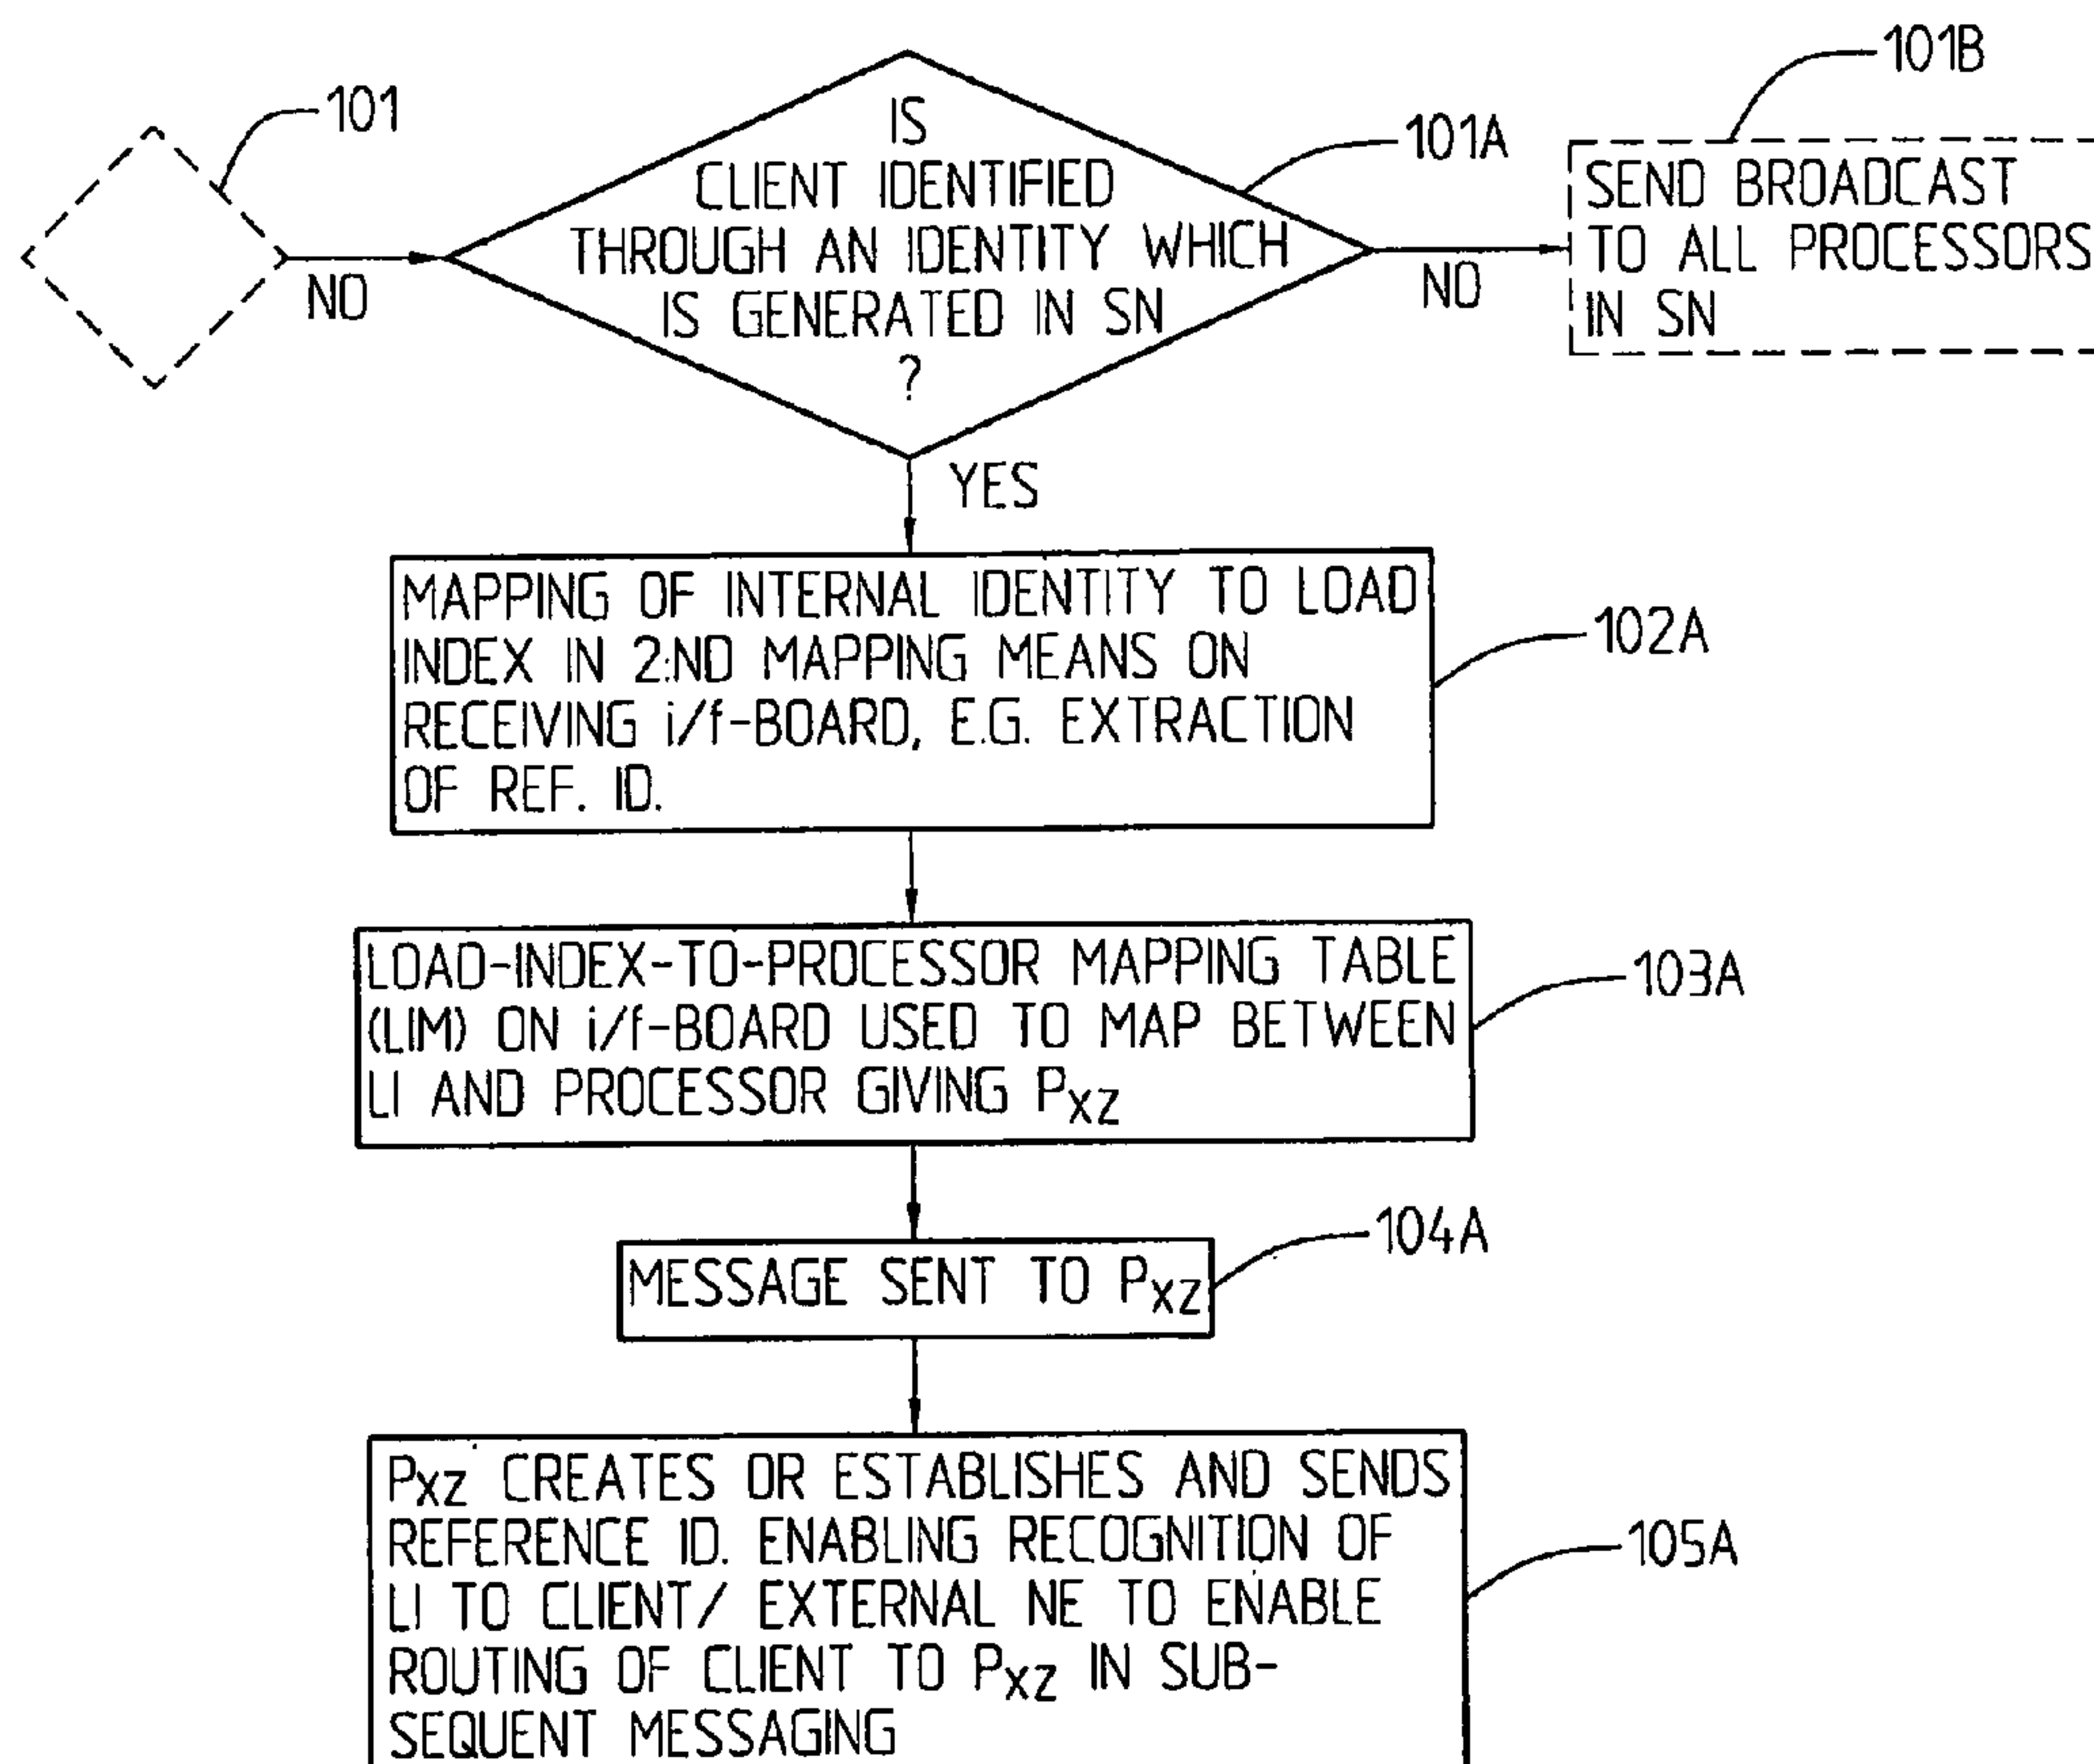 101
NO
IS
CLIENT IDENTIFIED
THROUGH AN IDENTITY WHICH
IS GENERATED IN SN
?
101A
NO
101B
SEND BROADCAST
TO ALL PROCESSORS
IN SN
YES
MAPPING OF INTERNAL IDENTITY TO LOAD
INDEX IN 2:ND MAPPING MEANS ON
RECEIVING i/f-BOARD, E.G. EXTRACTION
OF REF. ID.
102A
LOAD-INDEX-TO-PROCESSOR MAPPING TABLE
(LIM) ON i/f-BOARD USED TO MAP BETWEEN
LI AND PROCESSOR GIVING PXZ
103A
MESSAGE SENT TO PXZ
104A
PXZ CREATES OR ESTABLISHES AND SENDS
REFERENCE ID. ENABLING RECOGNITION OF
LI TO CLIENT/ EXTERNAL NE TO ENABLE
ROUTING OF CLIENT TO PXZ IN SUB-
SEQUENT MESSAGING
105A